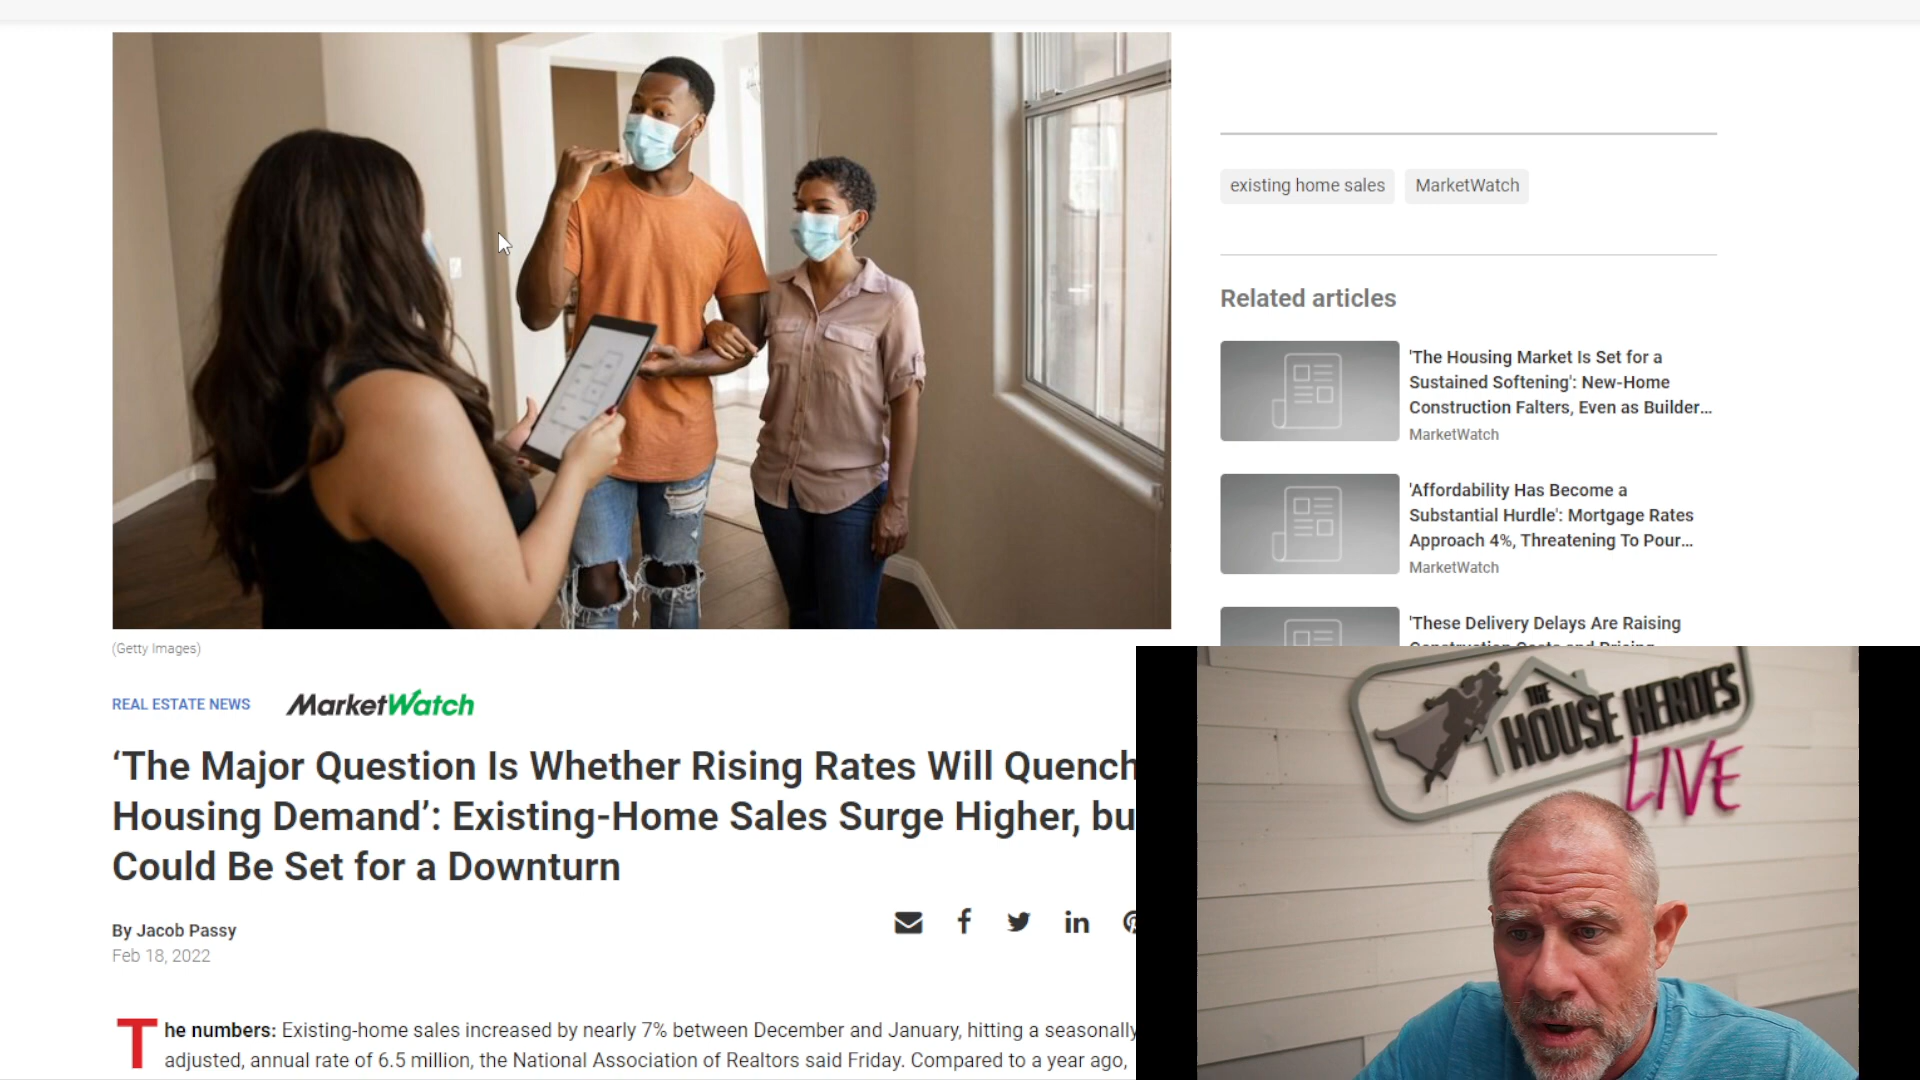 existing home sales
MarketWatch
Related articles
'The Housing Market Is Set for a
Sustained Softening': New-Home
Construction Falters, Even as Builder...
MarketWatch
'Affordability Has Become a
Substantial Hurdle': Mortgage Rates
Approach 4%, Threatening To Pour...
MarketWatch
'These Delivery Delays Are Raising
Construction Costs and Pricing
(Getty Images)
REAL ESTATE NEWS
MarketWatch
‘The Major Question Is Whether Rising Rates Will Quench
Housing Demand’: Existing-Home Sales Surge Higher, bu
Could Be Set for a Downturn
By Jacob Passy
Feb 18, 2022
The numbers: Existing-home sales increased by nearly 7% between December and January, hitting a seasonally
adjusted, annual rate of 6.5 million, the National Association of Realtors said Friday. Compared to a year ago,
THE
HOUSE HEROES
LIVE